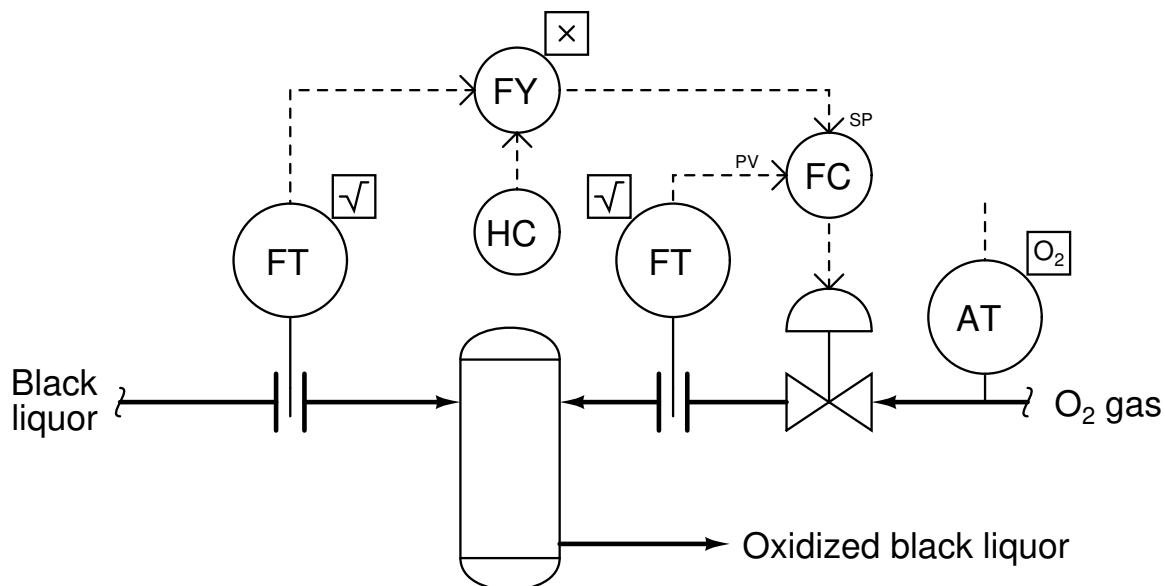 ×
FY
SP
PV
FC
√
√
HC
FT
FT
O₂
AT
Black
liquor
O₂ gas
Oxidized black liquor